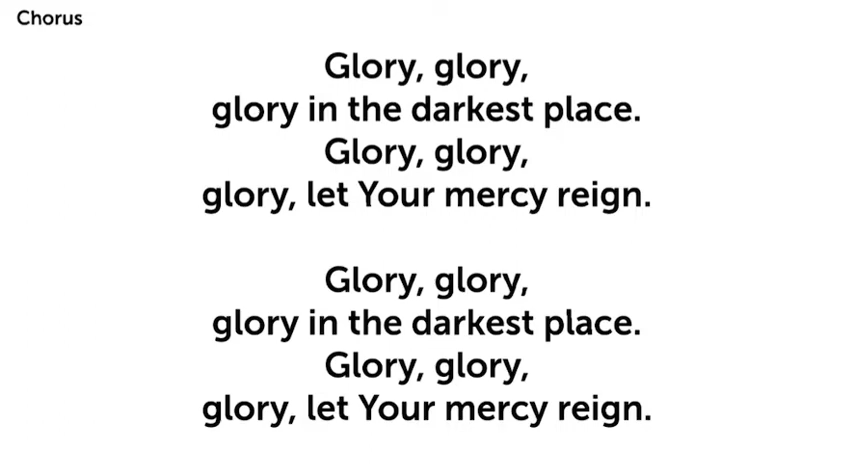 Chorus
Glory, glory,
glory in the darkest place.
Glory, glory,
glory, let Your mercy reign.
Glory, glory,
glory in the darkest place.
Glory, glory,
glory, let Your mercy reign.